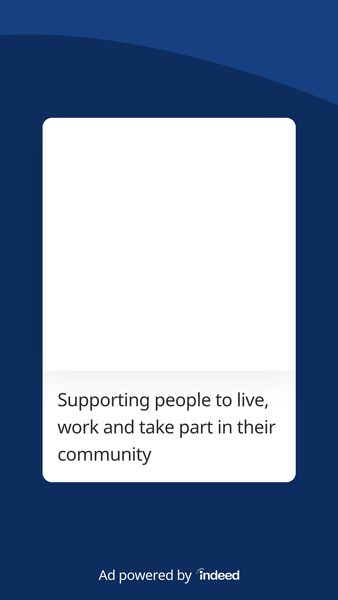 Supporting people to live,
work and take part in their
community
Ad powered by indeed